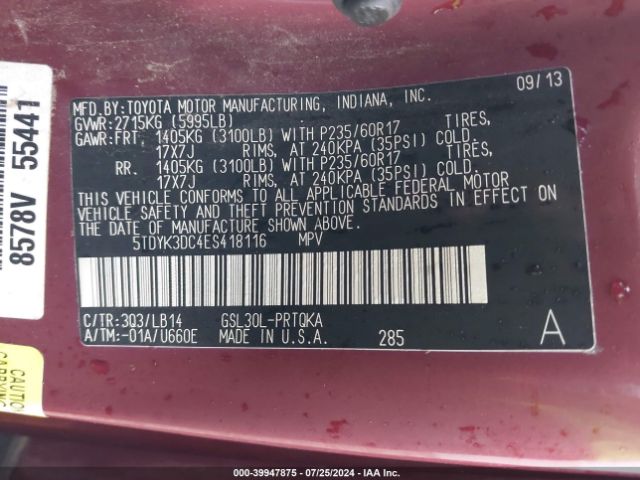 09/13
MFD.BY:TOYOTA MOTOR MANUFACTURING, INDIANA, INC.
GVWR:2715KG (5995LB)
GAWR:FRT. 1405KG (3100LB) WITH P235/60R17 TIRES,
17X7J RIMS, AT 240KPA (35PSI) COLD.
RR. 1405KG (3100LB) WITH P235/60R17 TIRES,
17X7J RIMS, AT 240KPA (35PSI) COLD.
THIS VEHICLE CONFORMS TO ALL APPLICABLE FEDERAL MOTOR
VEHICLE SAFETY AND THEFT PREVENTION STANDARDS IN EFFECT ON
THE DATE OF MANUFACTURE SHOWN ABOVE.
5TDYK3DC4ES418116 MPV
C/TR:3Q3/LB14 GSL30L-PRTQKA
A/TM:-01A/U660E MADE IN U.S.A. 285 A
8578V 55441
CAUTI
CARRYING
000-39947875 / 07/25/2024 / IAA, LLC